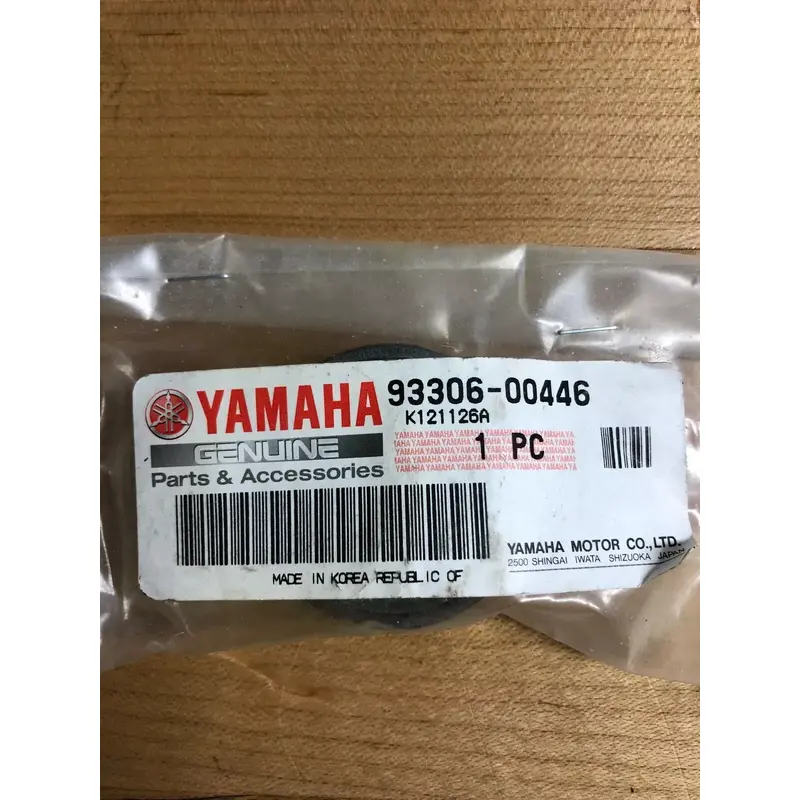 YAMAHA 93306-00446
K121126A
GENUINE
1 PC
Parts & Accessories
YAMAHA MOTOR CO.,LTD.
2500 SHINGAI IWATA SHIZUOKA JAPAN
MADE IN KOREA REPUBLIC OF